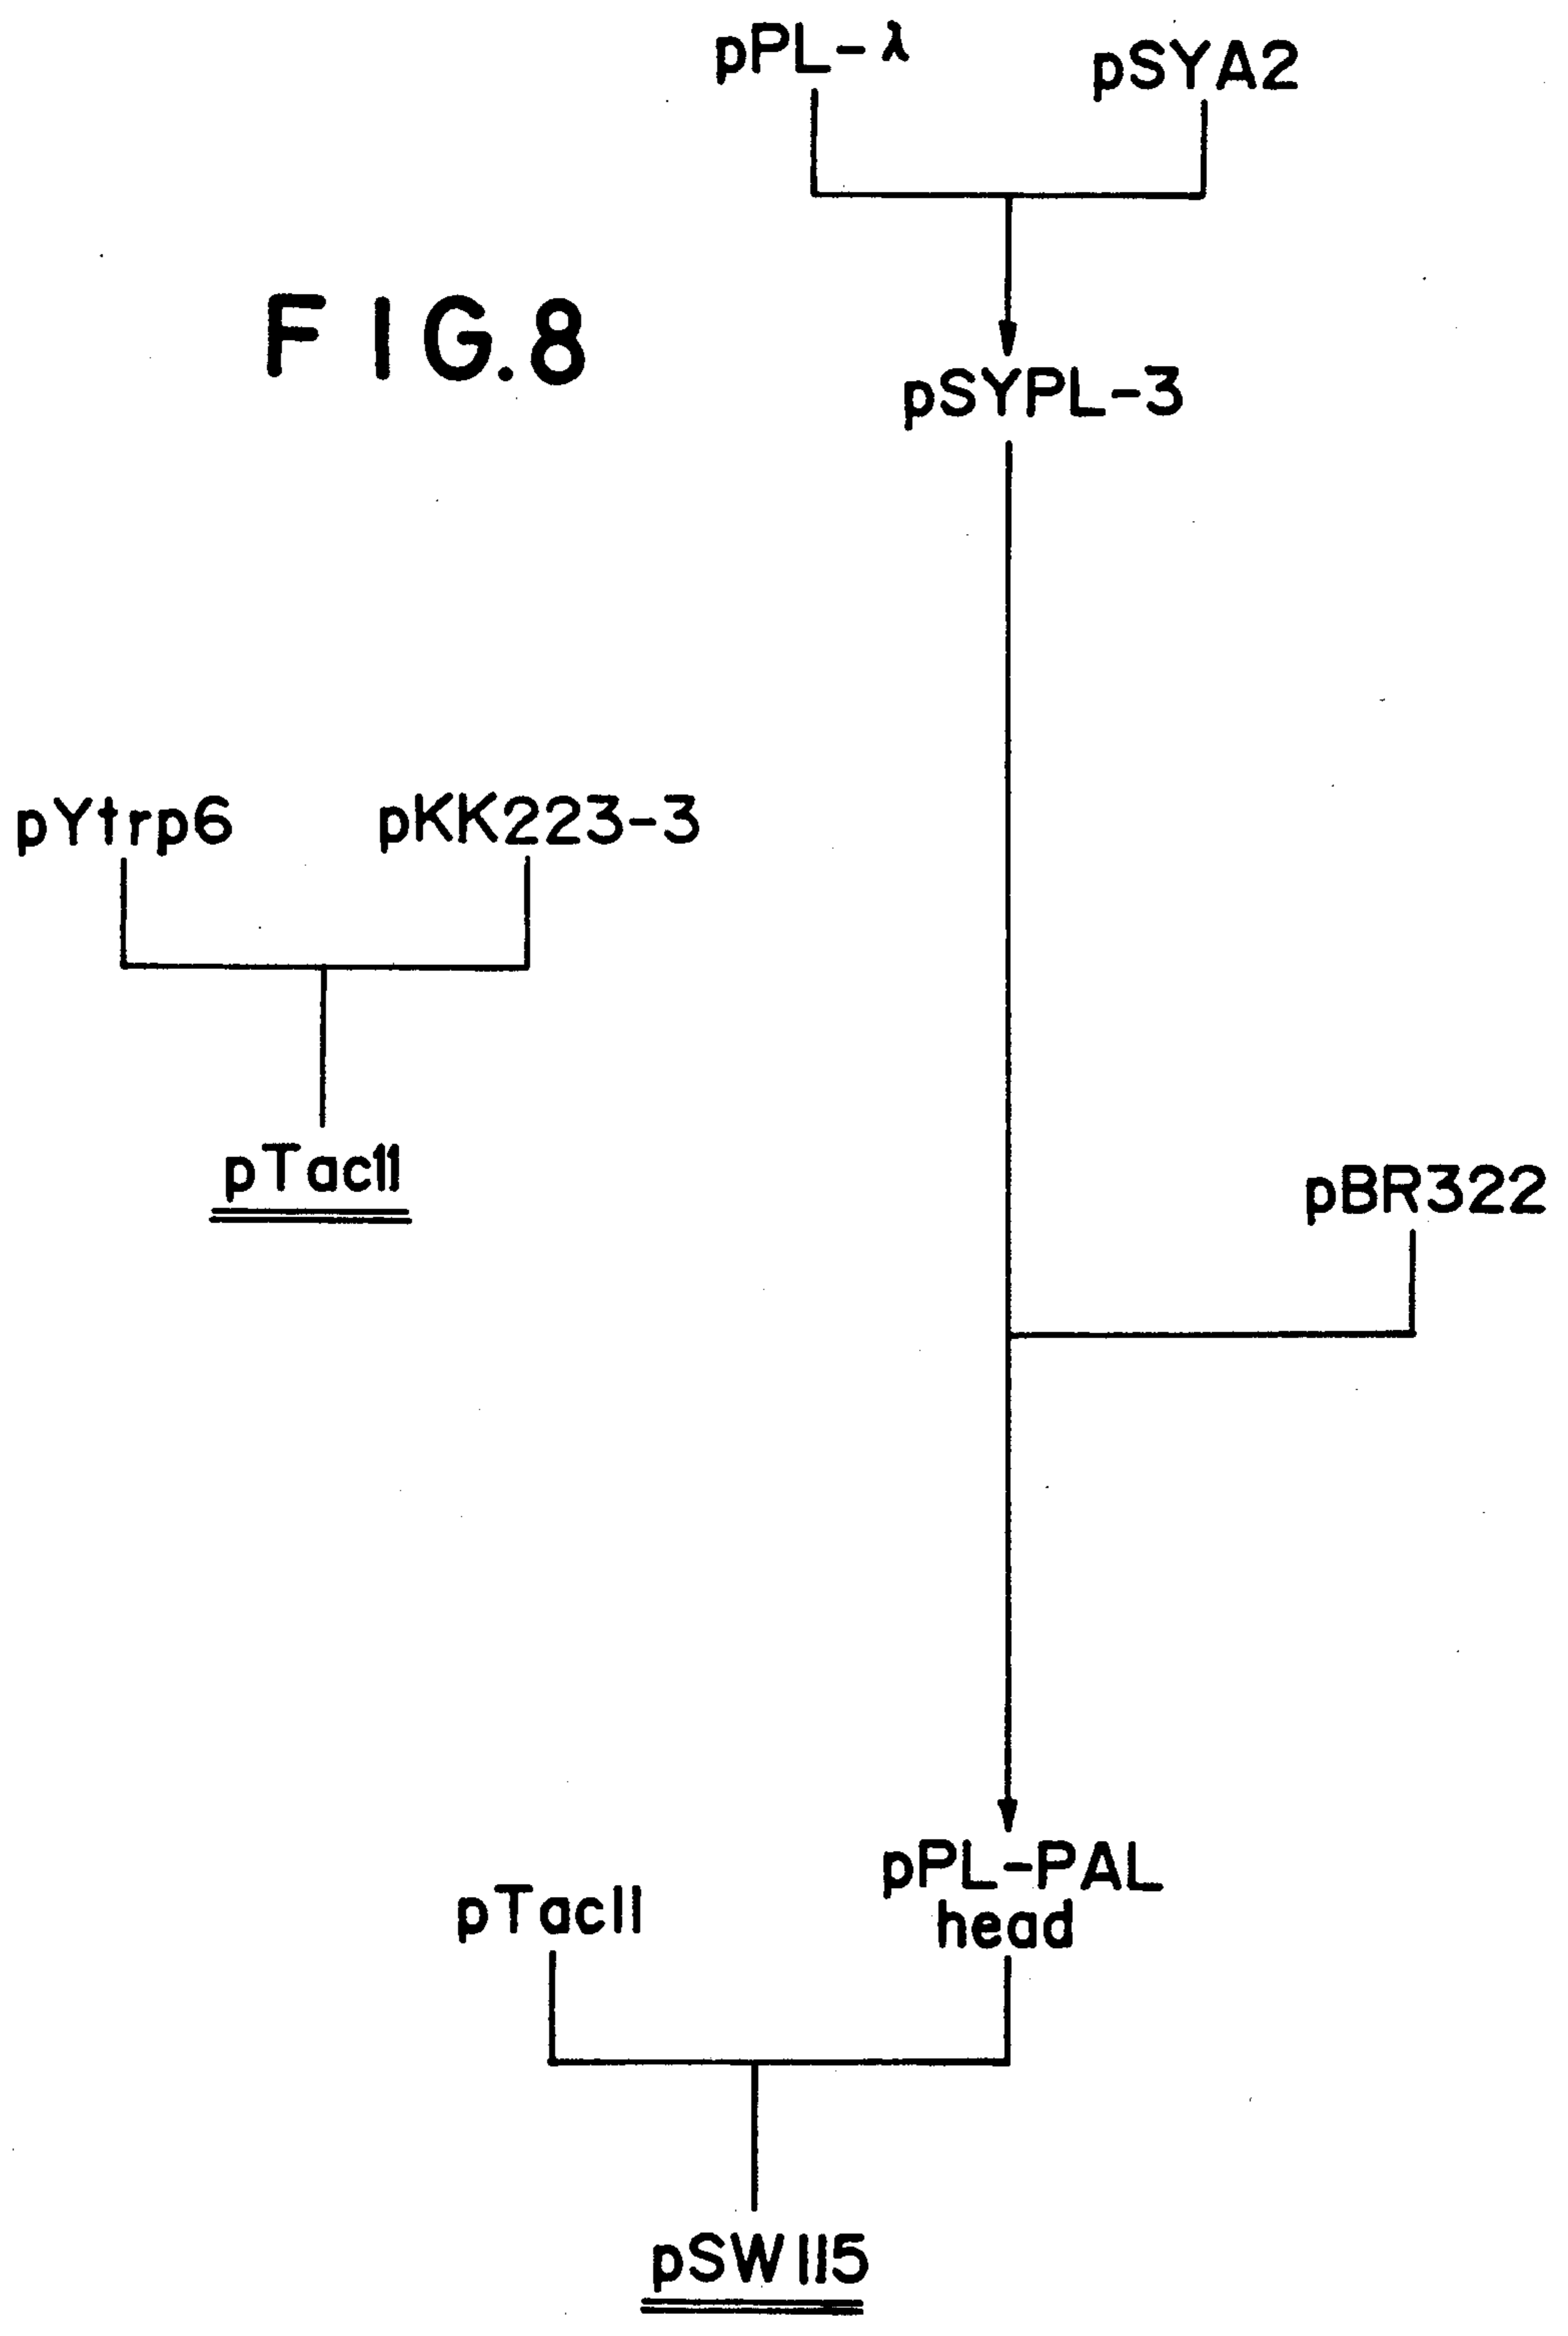 pPL-λ
pSYA2
FIG.8
pSYPL-3
pYtrp6
pKK223-3
pTac11
pBR322
pPL-PAL
head
pTac11
pSW115